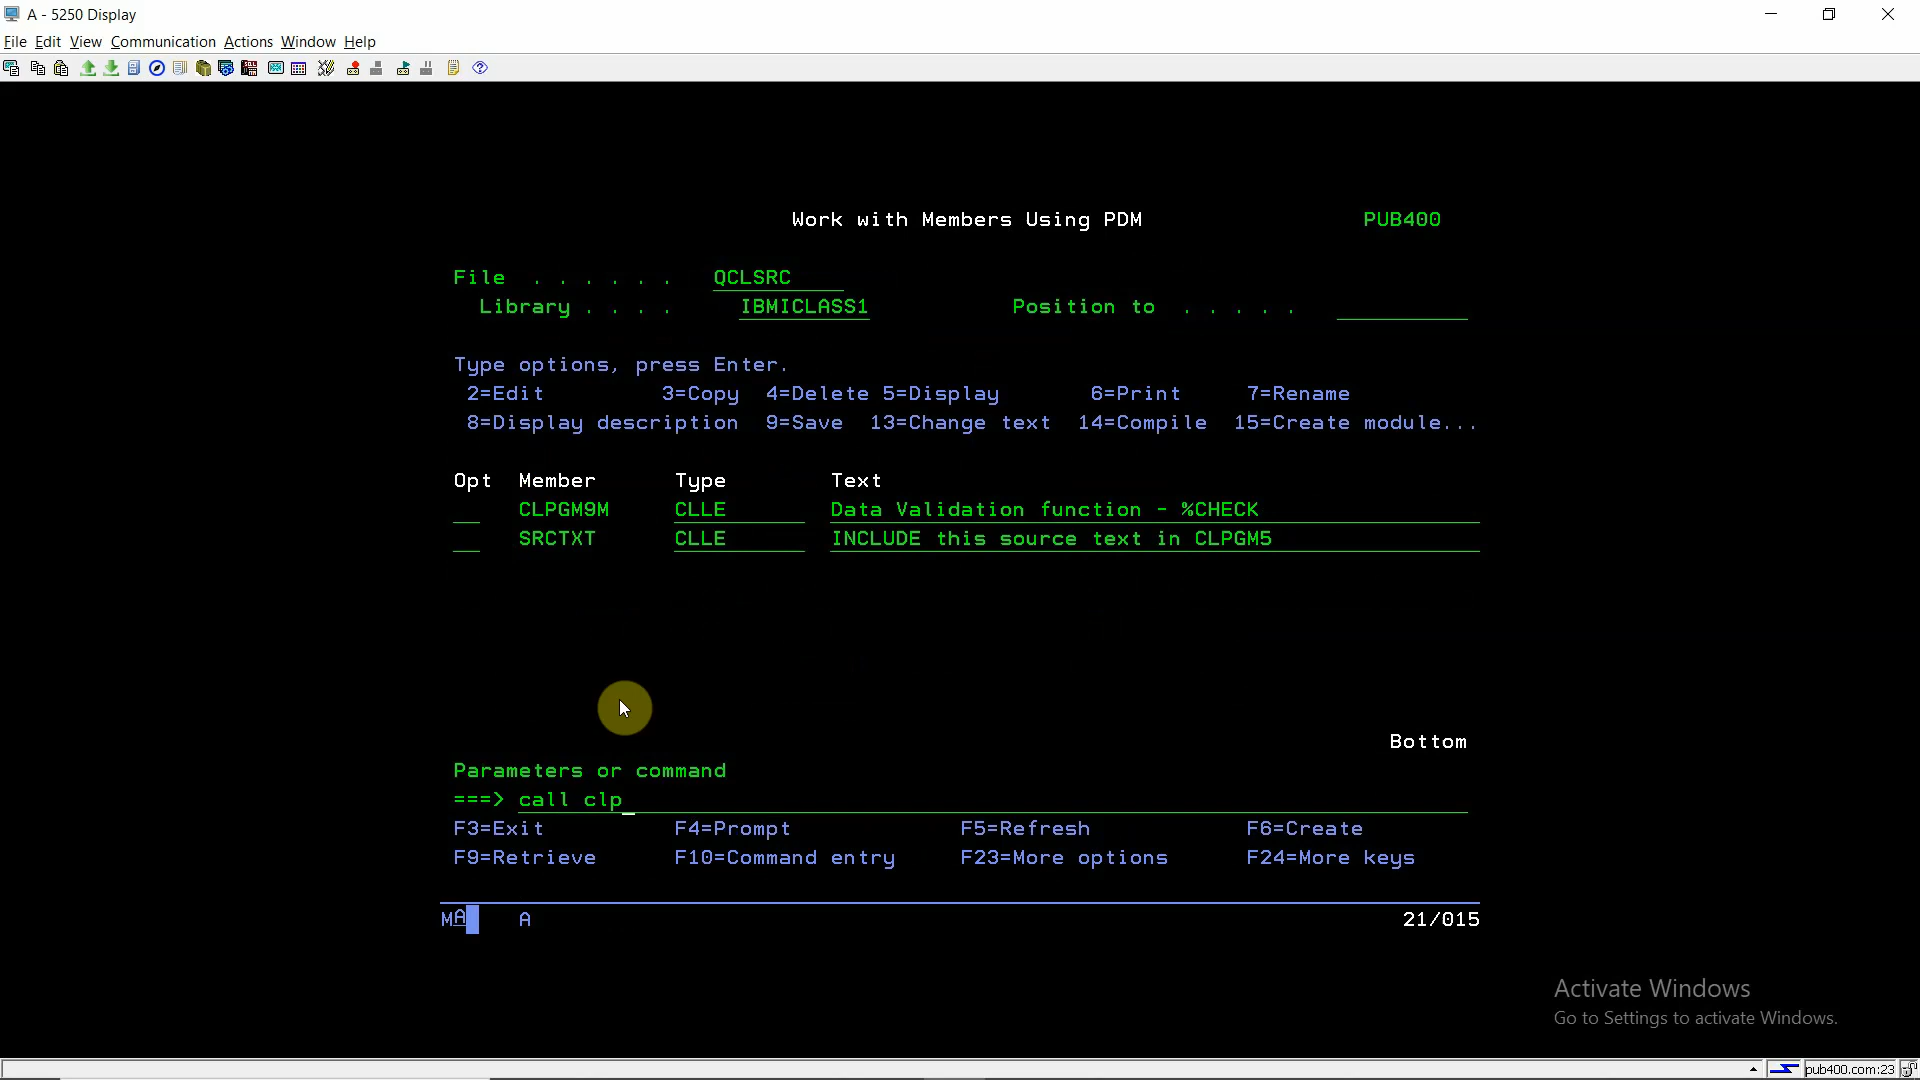 A - 5250 Display
File Edit View Communication Actions Window Help
Work with Members Using PDM PUB400
File . . . . . . QCLSRC
Library . . . . IBMICLASS1 Position to . . . . .
Type options, press Enter.
2=Edit 3=Copy 4=Delete 5=Display 6=Print 7=Rename
8=Display description 9=Save 13=Change text 14=Compile 15=Create module...
Opt Member Type Text
CLPGM9M CLLE Data Validation function - %CHECK
SRCTXT CLLE INCLUDE this source text in CLPGM5
Bottom
Parameters or command
===> call clp_
F3=Exit F4=Prompt F5=Refresh F6=Create
F9=Retrieve F10=Command entry F23=More options F24=More keys
MA A 21/015
Activate Windows
Go to Settings to activate Windows.
pub400.com:23